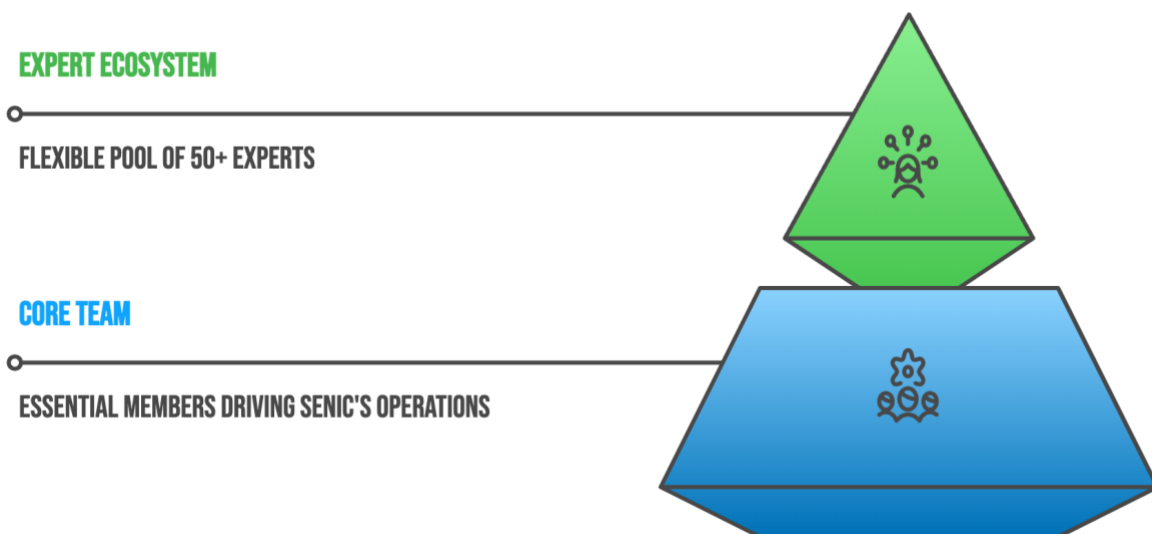 EXPERT ECOSYSTEM
FLEXIBLE POOL OF 50+ EXPERTS
CORE TEAM
ESSENTIAL MEMBERS DRIVING SENIC'S OPERATIONS